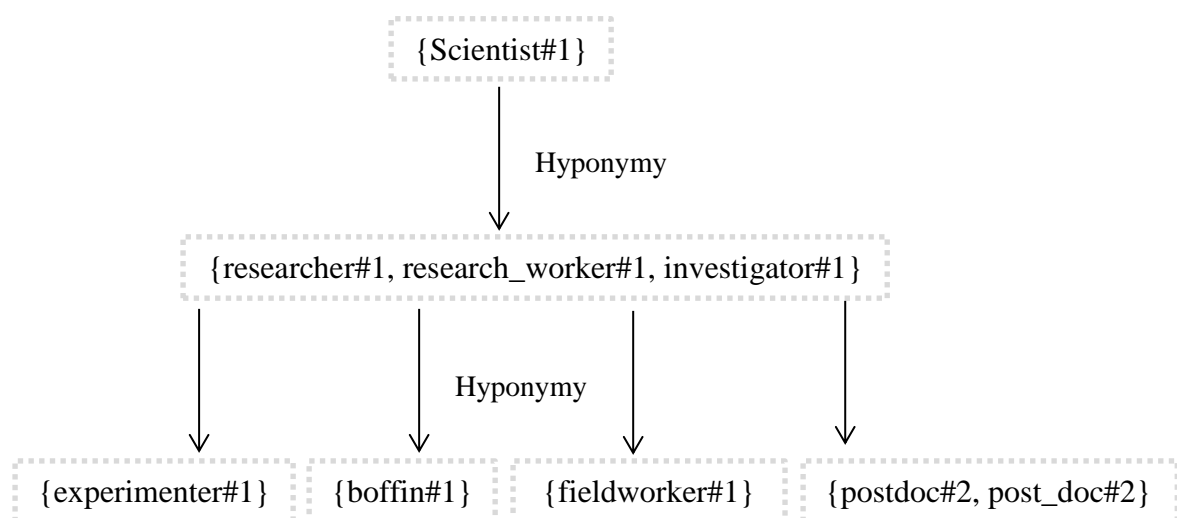 {Scientist#1}
Hyponymy
{researcher#1, research_worker#1, investigator#1}
Hyponymy
{experimenter#1} {boffin#1} {fieldworker#1} {postdoc#2, post_doc#2}